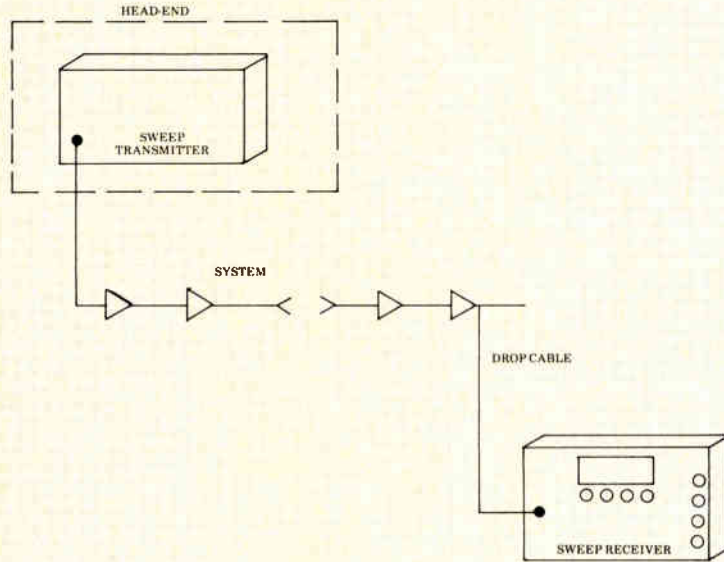 HEAD-END
SWEEP
TRANSMITTER
SYSTEM
DROP CABLE
SWEEP RECEIVER